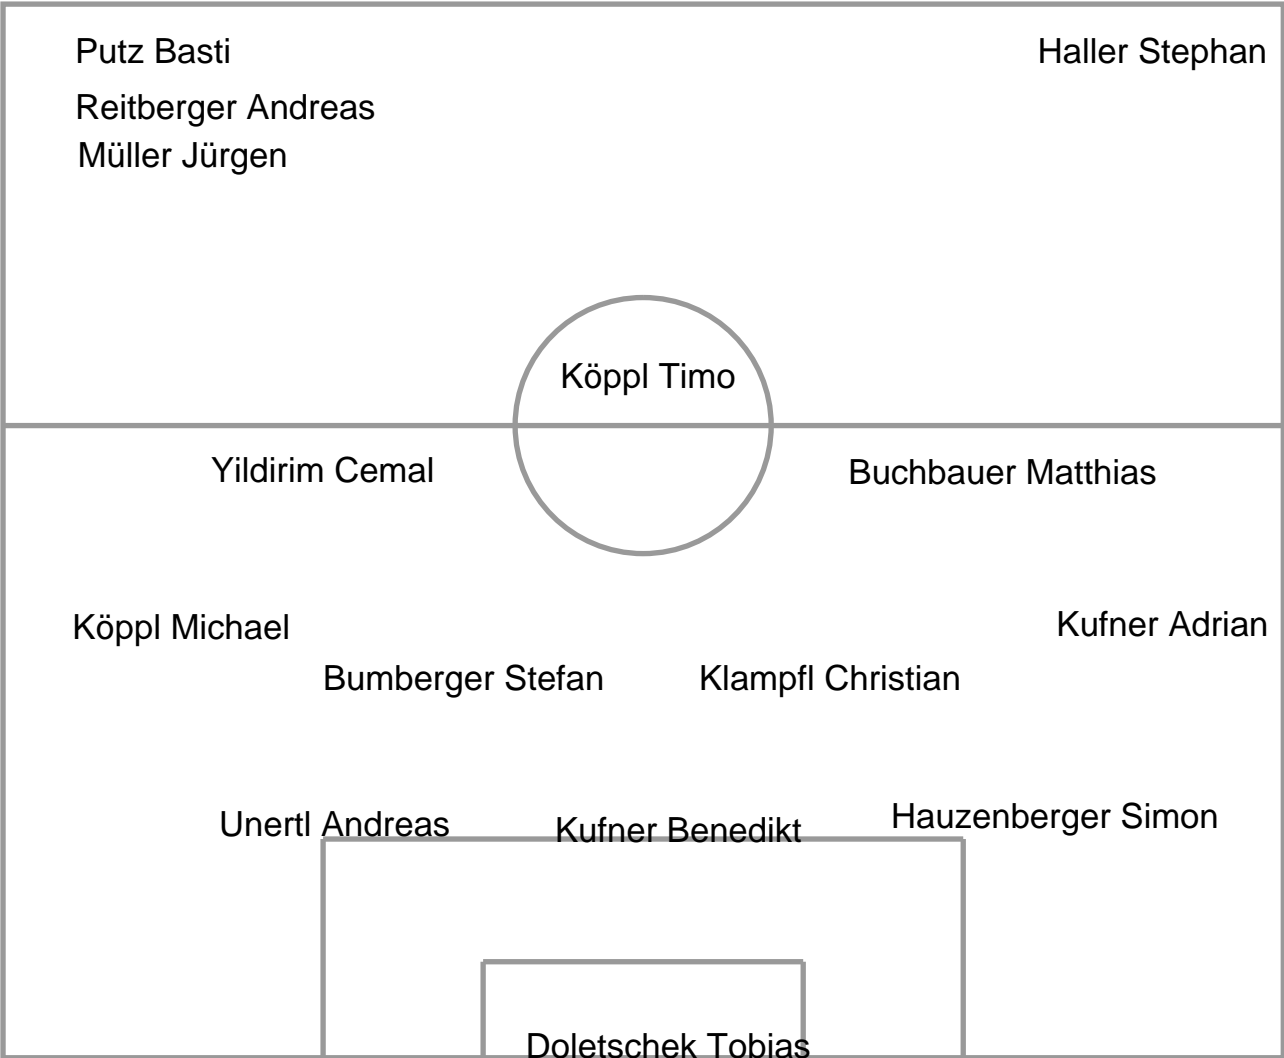 Putz Basti
Haller Stephan
Reitberger Andreas
Müller Jürgen
Köppl Timo
Yildirim Cemal
Buchbauer Matthias
Köppl Michael
Kufner Adrian
Bumberger Stefan
Klampfl Christian
Unertl Andreas
Kufner Benedikt
Hauzenberger Simon
Doletschek Tobias